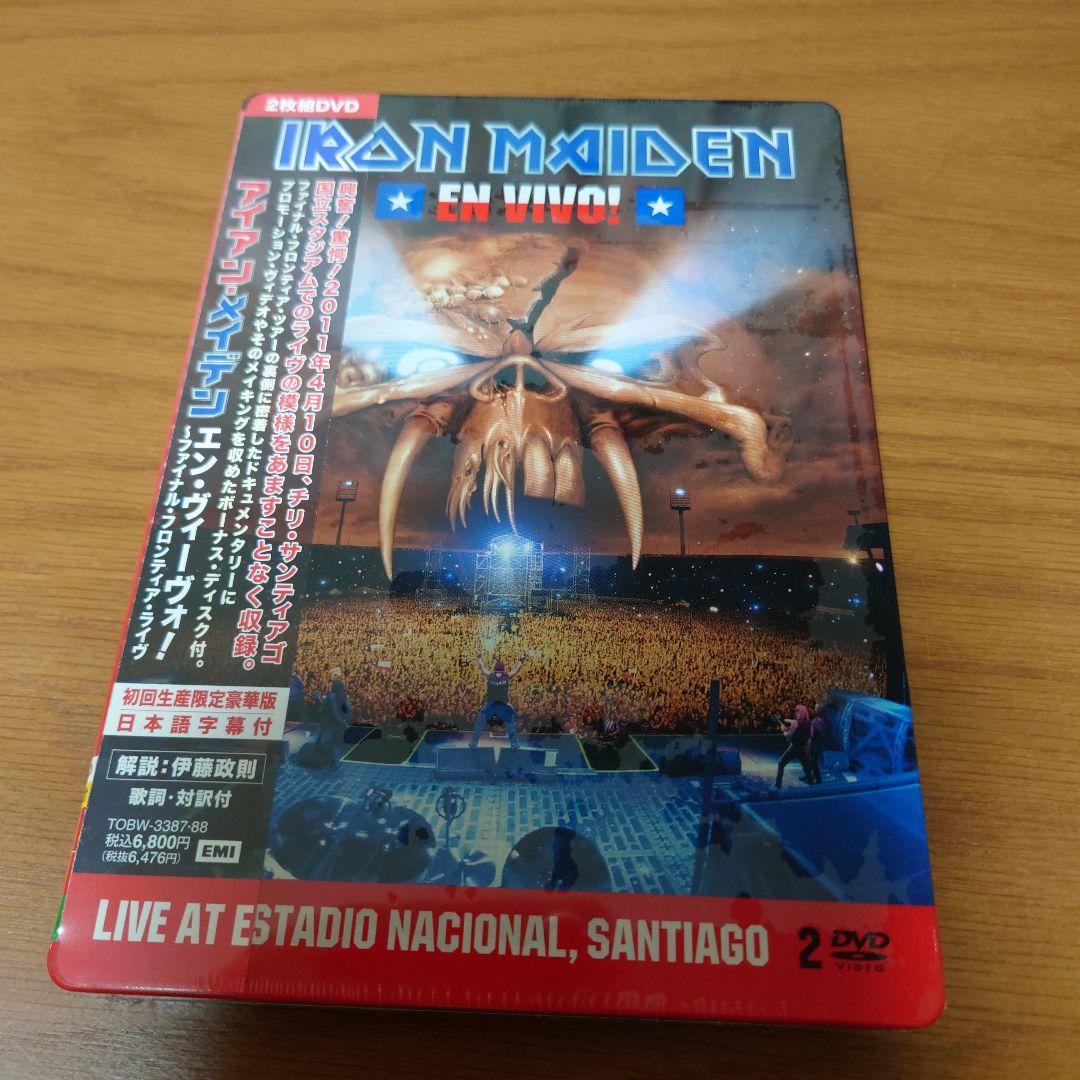 2枚組DVD
IRON MAIDEN
EN VIVO!
興奮!驚愕!2011年4月10日、チリ・サンティアゴ
国立スタジアムでのライヴの模様をあますことなく収録。
ファイナル・フロンティア・ツアーの裏側に密着したドキュメンタリーに
プロモーション・ヴィデオやそのメイキングを収めたボーナス・ディスク付。
アイアン・メイデン エン・ヴィーヴォ!
~ファイナル・フロンティア・ライヴ
初回生産限定豪華版
日本語字幕付
解説:伊藤政則
歌詞・対訳付
TOBW-3387・88
税込6,800円
(税抜6,476円)
EMI
LIVE AT ESTADIO NACIONAL, SANTIAGO
2 DVD
VIDEO